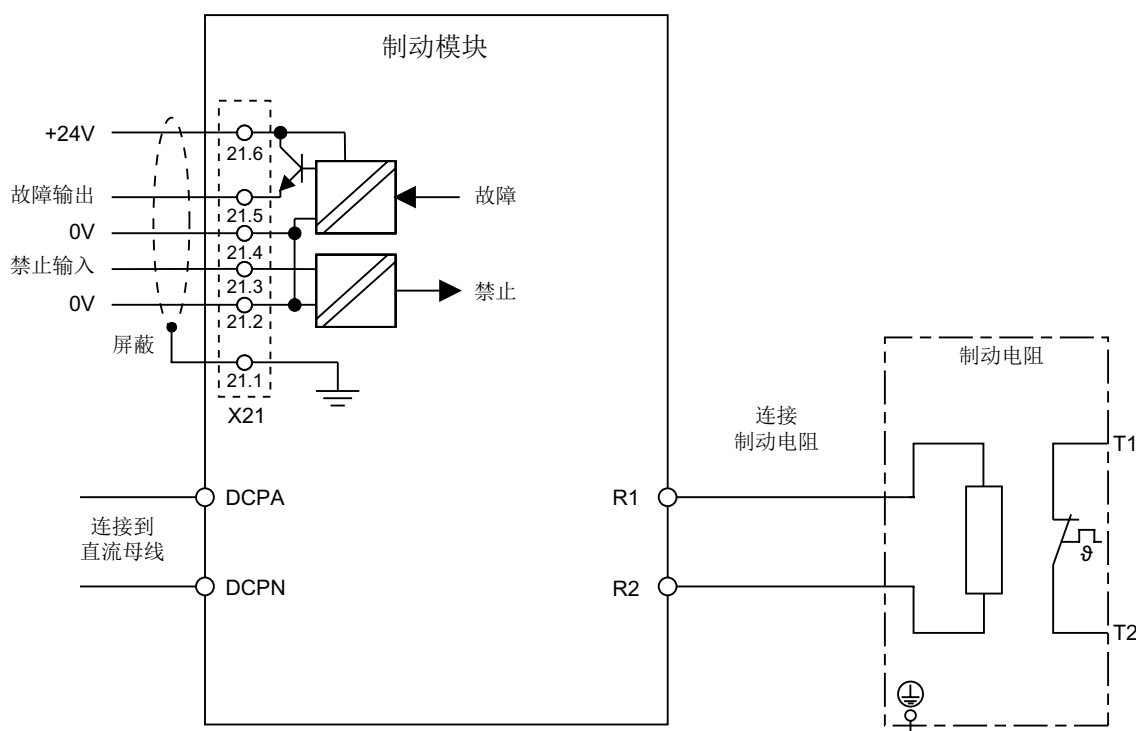 制动模块
+24V
21.6
故障输出
21.5
故障
0V
21.4
禁止输入
21.3
禁止
0V
21.2
屏蔽
21.1
X21
制动电阻
连接
制动电阻
T1
DCPA
R1
连接到
直流母线
ϑ
DCPN
R2
T2